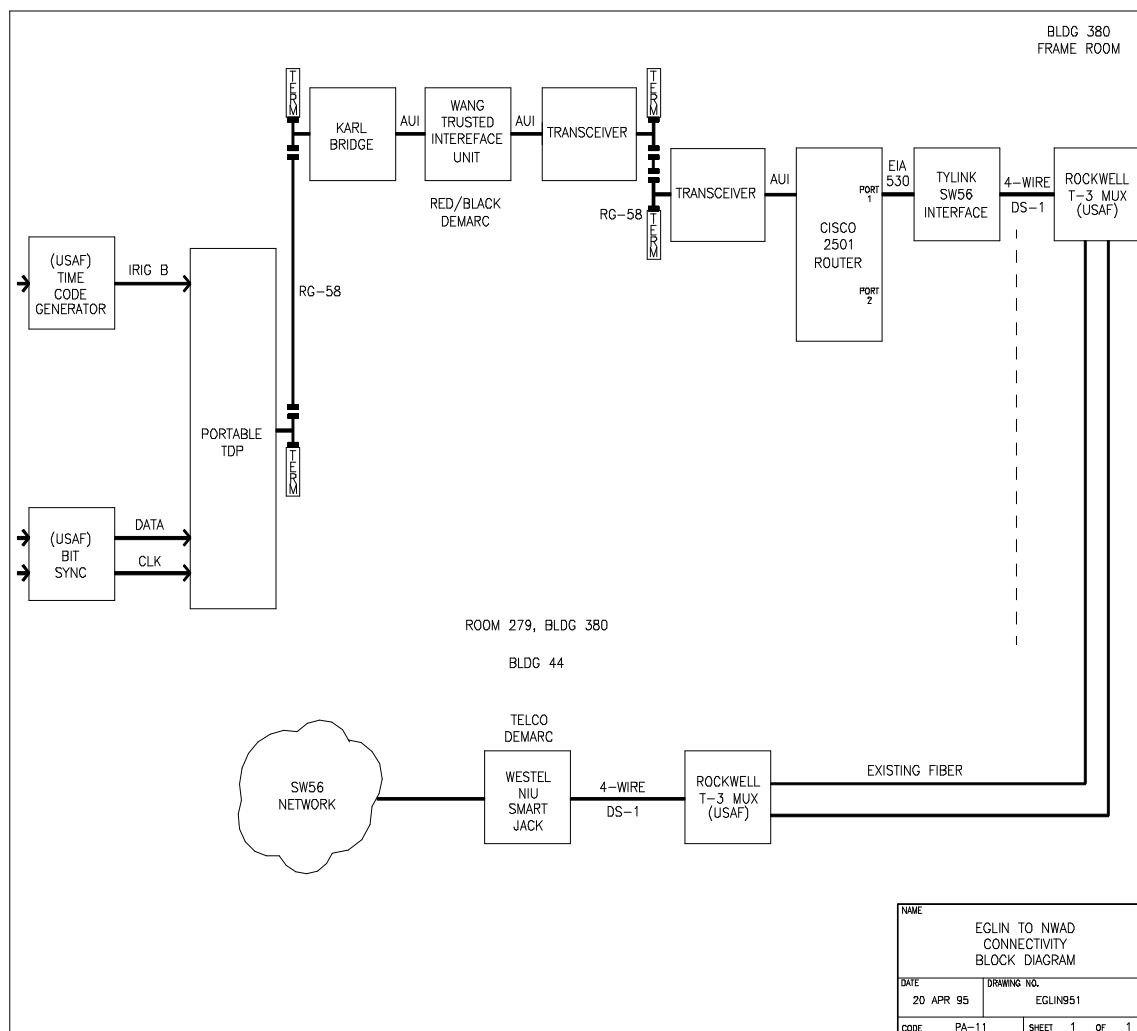 BLDG 380
FRAME ROOM
TERM
TERM
KARL
BRIDGE
AUI
WANG
TRUSTED
INTEREFACE
UNIT
AUI
TRANSCEIVER
RED/BLACK
DEMARC
RG-58
TERM
TRANSCEIVER
AUI
PORT
1
CISCO
2501
ROUTER
PORT
2
EIA
530
TYLINK
SW56
INTERFACE
4-WIRE
DS-1
ROCKWELL
T-3 MUX
(USAF)
(USAF)
TIME
CODE
GENERATOR
IRIG B
RG-58
PORTABLE
TDP
TERM
(USAF)
BIT
SYNC
DATA
CLK
ROOM 279, BLDG 380
BLDG 44
SW56
NETWORK
TELCO
DEMARC
WESTEL
NIU
SMART
JACK
4-WIRE
DS-1
ROCKWELL
T-3 MUX
(USAF)
EXISTING FIBER
NAME
EGLIN TO NWAD
CONNECTIVITY
BLOCK DIAGRAM
DATE
20 APR 95
DRAWING NO.
EGLIN951
CODE PA-11
SHEET 1 OF 1